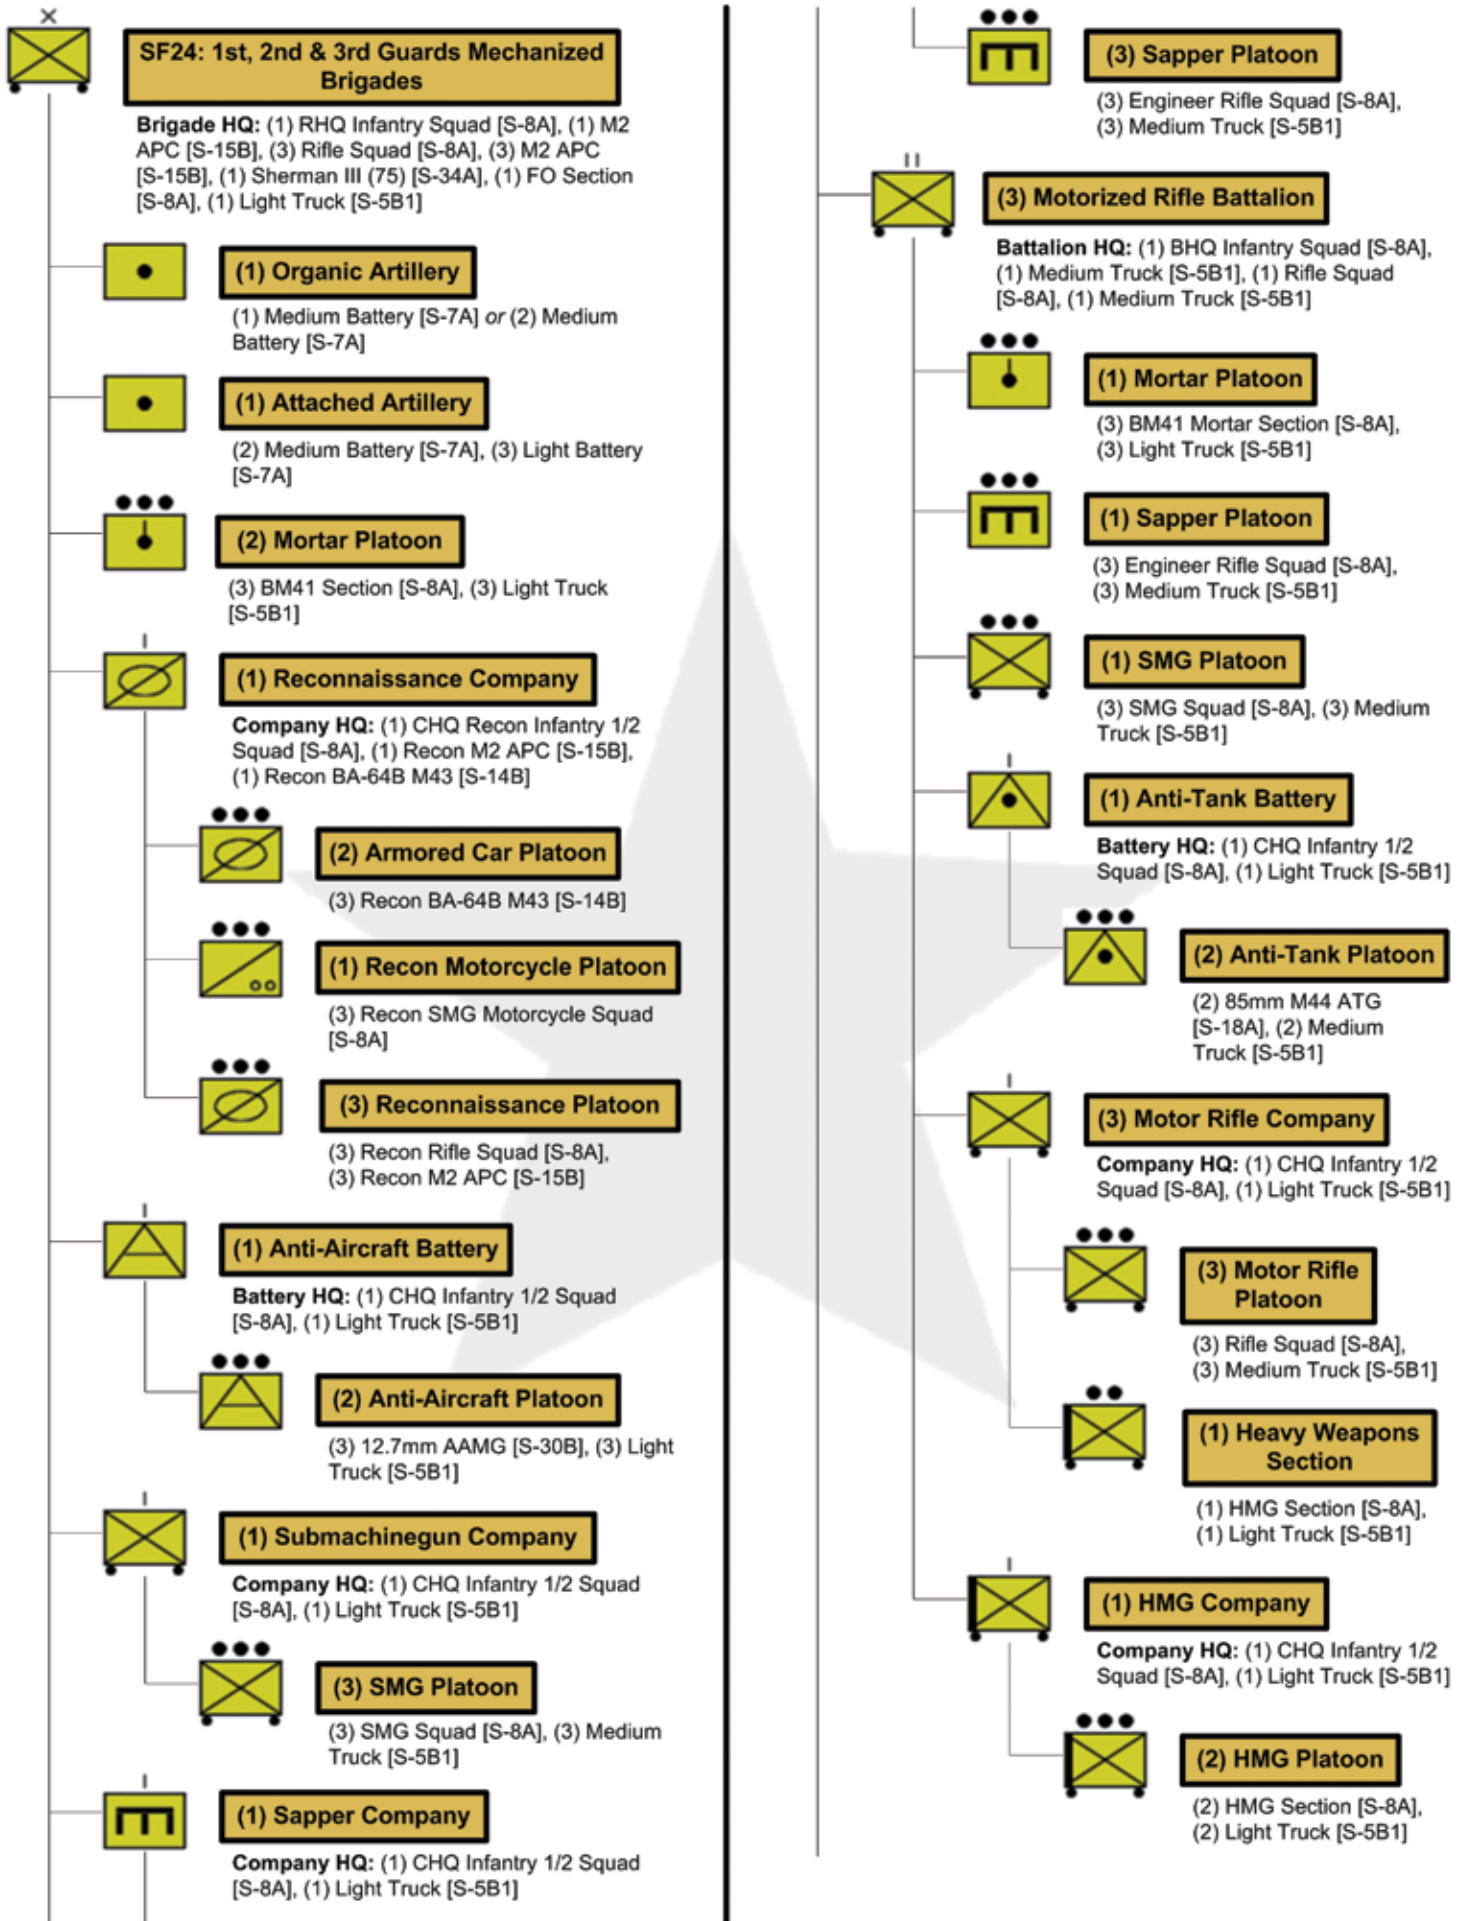 SF24: 1st, 2nd & 3rd Guards Mechanized
Brigades
Brigade HQ: (1) RHQ Infantry Squad [S-8A], (1) M2
APC [S-15B], (3) Rifle Squad [S-8A], (3) M2 APC
[S-15B], (1) Sherman III (75) [S-34A], (1) FO Section
[S-8A], (1) Light Truck [S-5B1]
(1) Organic Artillery
(1) Medium Battery [S-7A] or (2) Medium
Battery [S-7A]
(1) Attached Artillery
(2) Medium Battery [S-7A], (3) Light Battery
[S-7A]
(2) Mortar Platoon
(3) BM41 Section [S-8A], (3) Light Truck
[S-5B1]
(1) Reconnaissance Company
Company HQ: (1) CHQ Recon Infantry 1/2
Squad [S-8A], (1) Recon M2 APC [S-15B],
(1) Recon BA-64B M43 [S-14B]
(2) Armored Car Platoon
(3) Recon BA-64B M43 [S-14B]
(1) Recon Motorcycle Platoon
(3) Recon SMG Motorcycle Squad
[S-8A]
(3) Reconnaissance Platoon
(3) Recon Rifle Squad [S-8A],
(3) Recon M2 APC [S-15B]
(1) Anti-Aircraft Battery
Battery HQ: (1) CHQ Infantry 1/2 Squad
[S-8A], (1) Light Truck [S-5B1]
(2) Anti-Aircraft Platoon
(3) 12.7mm AAMG [S-30B], (3) Light
Truck [S-5B1]
(1) Submachinegun Company
Company HQ: (1) CHQ Infantry 1/2 Squad
[S-8A], (1) Light Truck [S-5B1]
(3) SMG Platoon
(3) SMG Squad [S-8A], (3) Medium
Truck [S-5B1]
(1) Sapper Company
Company HQ: (1) CHQ Infantry 1/2 Squad
[S-8A], (1) Light Truck [S-5B1]
(3) Sapper Platoon
(3) Engineer Rifle Squad [S-8A],
(3) Medium Truck [S-5B1]
(3) Motorized Rifle Battalion
Battalion HQ: (1) BHQ Infantry Squad [S-8A],
(1) Medium Truck [S-5B1], (1) Rifle Squad
[S-8A], (1) Medium Truck [S-5B1]
(1) Mortar Platoon
(3) BM41 Mortar Section [S-8A],
(3) Light Truck [S-5B1]
(1) Sapper Platoon
(3) Engineer Rifle Squad [S-8A],
(3) Medium Truck [S-5B1]
(1) SMG Platoon
(3) SMG Squad [S-8A], (3) Medium
Truck [S-5B1]
(1) Anti-Tank Battery
Battery HQ: (1) CHQ Infantry 1/2
Squad [S-8A], (1) Light Truck [S-5B1]
(2) Anti-Tank Platoon
(2) 85mm M44 ATG
[S-18A], (2) Medium
Truck [S-5B1]
(3) Motor Rifle Company
Company HQ: (1) CHQ Infantry 1/2
Squad [S-8A], (1) Light Truck [S-5B1]
(3) Motor Rifle
Platoon
(3) Rifle Squad [S-8A],
(3) Medium Truck [S-5B1]
(1) Heavy Weapons
Section
(1) HMG Section [S-8A],
(1) Light Truck [S-5B1]
(1) HMG Company
Company HQ: (1) CHQ Infantry 1/2
Squad [S-8A], (1) Light Truck [S-5B1]
(2) HMG Platoon
(2) HMG Section [S-8A],
(2) Light Truck [S-5B1]